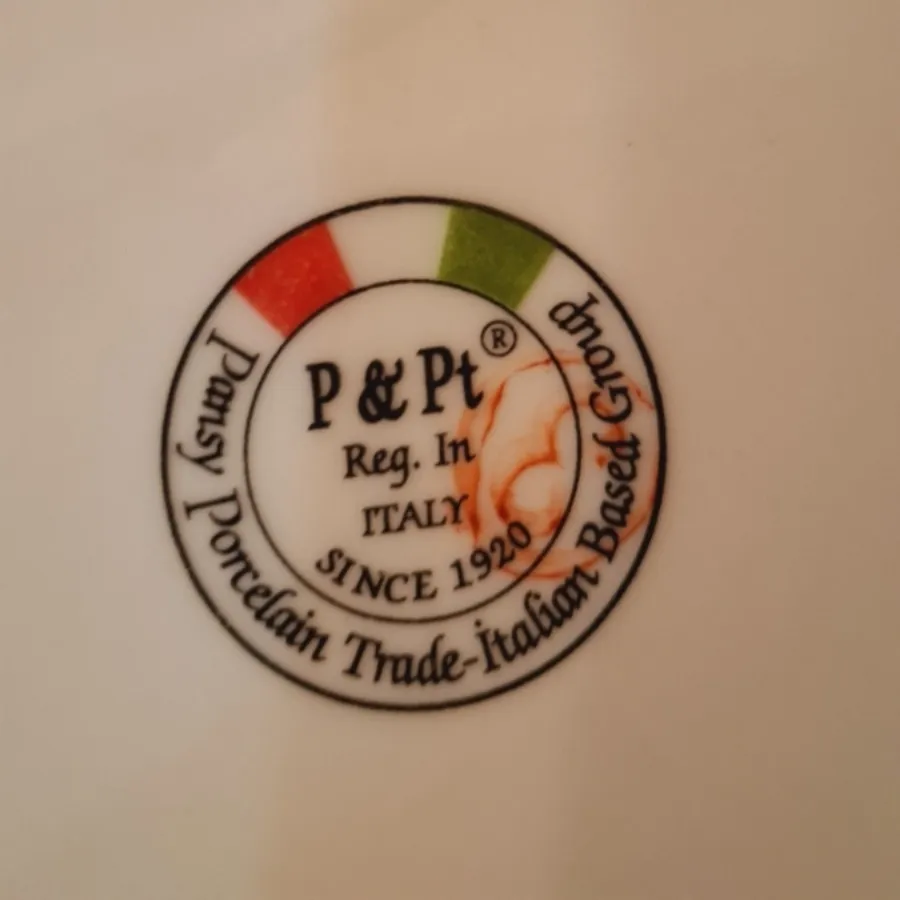 P & Pt®
Reg. In
ITALY
SINCE 1920
Pansy Porcelain Trade-İtalian Based Group